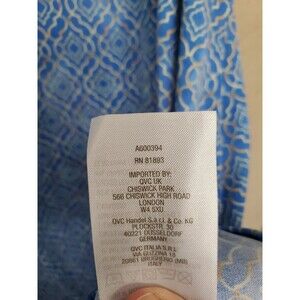 A600394
RN 81893
IMPORTED BY:
QVC UK
CHISWICK PARK
566 CHISWICK HIGH ROAD
LONDON
W4 5XU
QVC Handel S.à r.l. & Co. KG
PLOCKSTR. 30
40221 DÜSSELDORF
GERMANY
QVC ITALIA S.R.L
VIA GUZZINA 18
20861 BRUGHERIO (MB)
ITALY